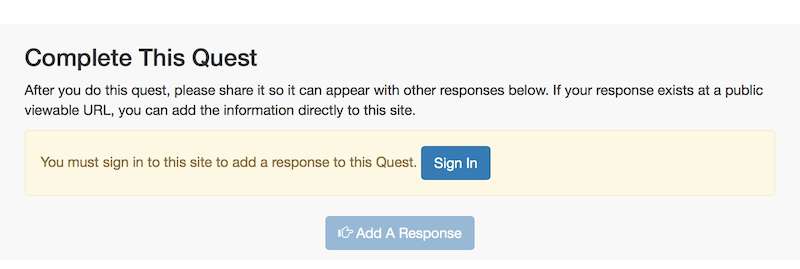 Complete This Quest
After you do this quest, please share it so it can appear with other responses below. If your response exists at a public
viewable URL, you can add the information directly to this site.
You must sign in to this site to add a response to this Quest. Sign In
Add A Response